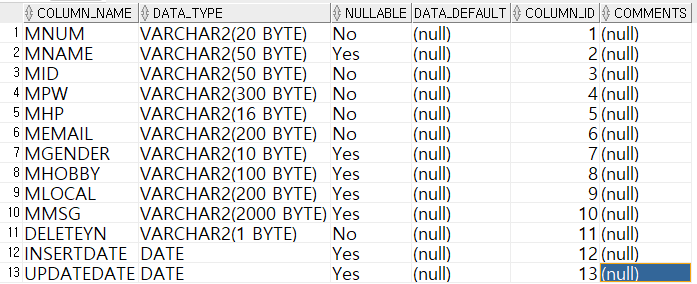 COLUMN_NAME DATA_TYPE NULLABLE DATA_DEFAULT COLUMN_ID COMMENTS
1 MNUM VARCHAR2(20 BYTE) No (null) 1 (null)
2 MNAME VARCHAR2(50 BYTE) Yes (null) 2 (null)
3 MID VARCHAR2(50 BYTE) No (null) 3 (null)
4 MPW VARCHAR2(300 BYTE) No (null) 4 (null)
5 MHP VARCHAR2(16 BYTE) No (null) 5 (null)
6 MEMAIL VARCHAR2(200 BYTE) No (null) 6 (null)
7 MGENDER VARCHAR2(10 BYTE) Yes (null) 7 (null)
8 MHOBBY VARCHAR2(100 BYTE) Yes (null) 8 (null)
9 MLOCAL VARCHAR2(200 BYTE) Yes (null) 9 (null)
10 MMSG VARCHAR2(2000 BYTE) Yes (null) 10 (null)
11 DELETEYN VARCHAR2(1 BYTE) No (null) 11 (null)
12 INSERTDATE DATE Yes (null) 12 (null)
13 UPDATEDATE DATE Yes (null) 13 (null)